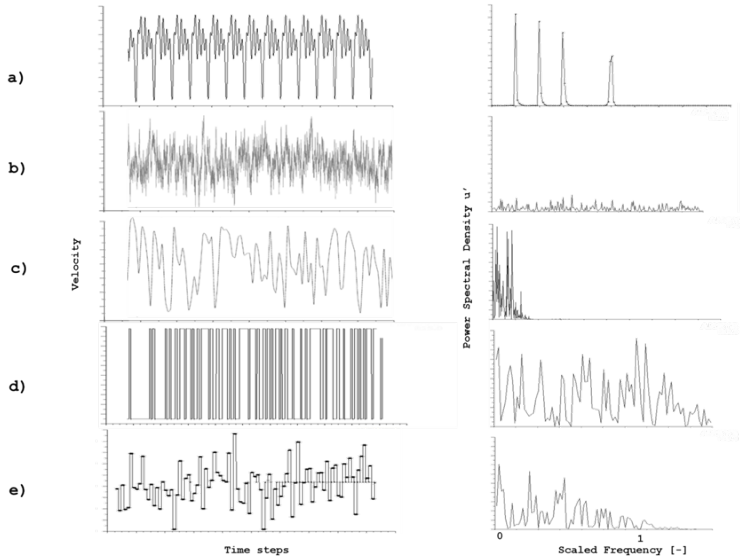 a)
b)
c)
d)
e)
Velocity
Time steps
Power Spectral Density u'
0
1
Scaled Frequency [-]